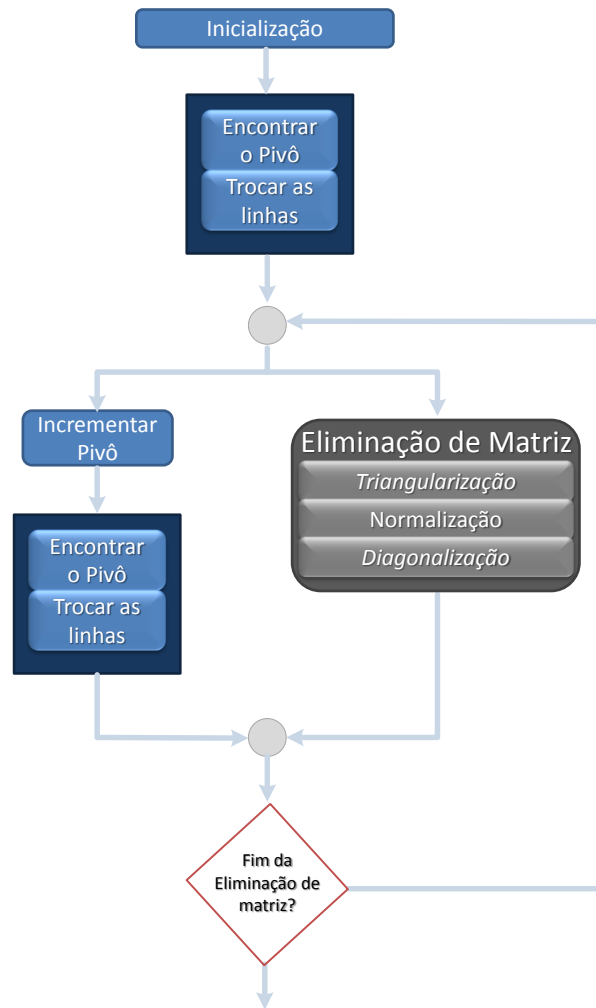 Inicialização
Encontrar
o Pivô
Trocar as
linhas
Incrementar
Pivô
Encontrar
o Pivô
Trocar as
linhas
Eliminação de Matriz
Triangularização
Normalização
Diagonalização
Fim da
Eliminação de
matriz?